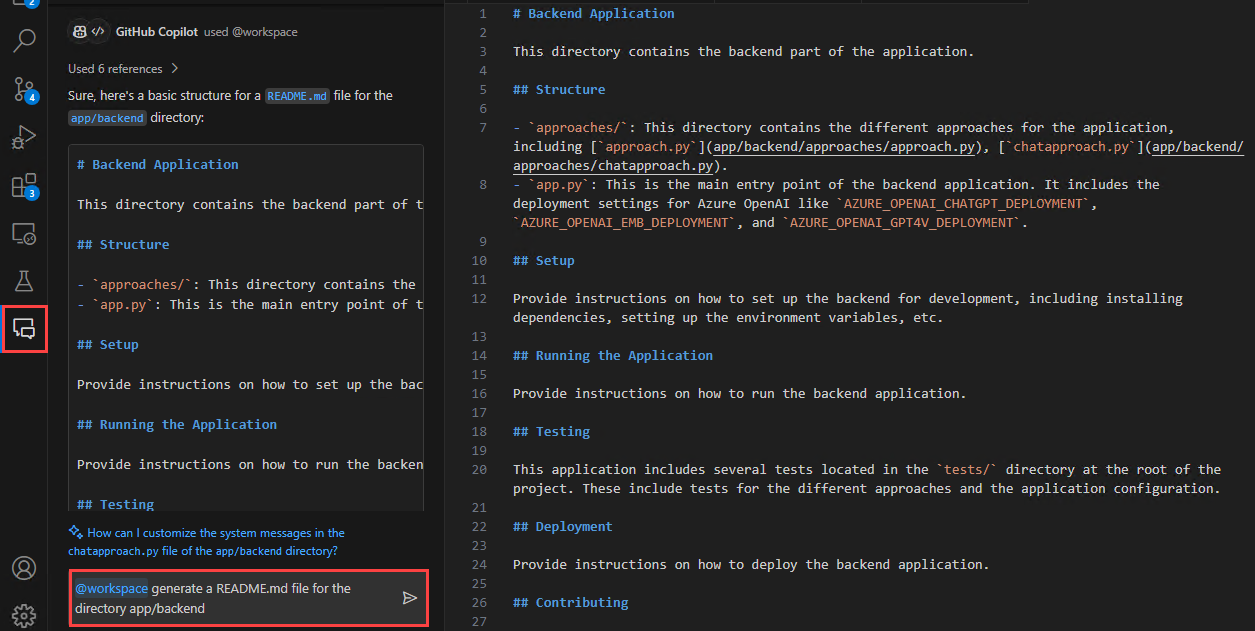 2
4
3
GitHub Copilot used @workspace
Used 6 references
Sure, here's a basic structure for a README.md file for the
app/backend directory:
# Backend Application
This directory contains the backend part of t
## Structure
- `approaches/`: This directory contains the
- `app.py`: This is the main entry point of t
## Setup
Provide instructions on how to set up the bac
## Running the Application
Provide instructions on how to run the backen
## Testing
How can I customize the system messages in the
chatapproach.py file of the app/backend directory?
@workspace generate a README.md file for the
directory app/backend
1 # Backend Application
2
3 This directory contains the backend part of the application.
4
5 ## Structure
6
7 - `approaches/`: This directory contains the different approaches for the application,
including [`approach.py`](app/backend/approaches/approach.py), [`chatapproach.py`](app/backend/
approaches/chatapproach.py).
8 - `app.py`: This is the main entry point of the backend application. It includes the
deployment settings for Azure OpenAI like `AZURE_OPENAI_CHATGPT_DEPLOYMENT`,
`AZURE_OPENAI_EMB_DEPLOYMENT`, and `AZURE_OPENAI_GPT4V_DEPLOYMENT`.
9
10 ## Setup
11
12 Provide instructions on how to set up the backend for development, including installing
dependencies, setting up the environment variables, etc.
13
14 ## Running the Application
15
16 Provide instructions on how to run the backend application.
17
18 ## Testing
19
20 This application includes several tests located in the `tests/` directory at the root of the
project. These include tests for the different approaches and the application configuration.
21
22 ## Deployment
23
24 Provide instructions on how to deploy the backend application.
25
26 ## Contributing
27